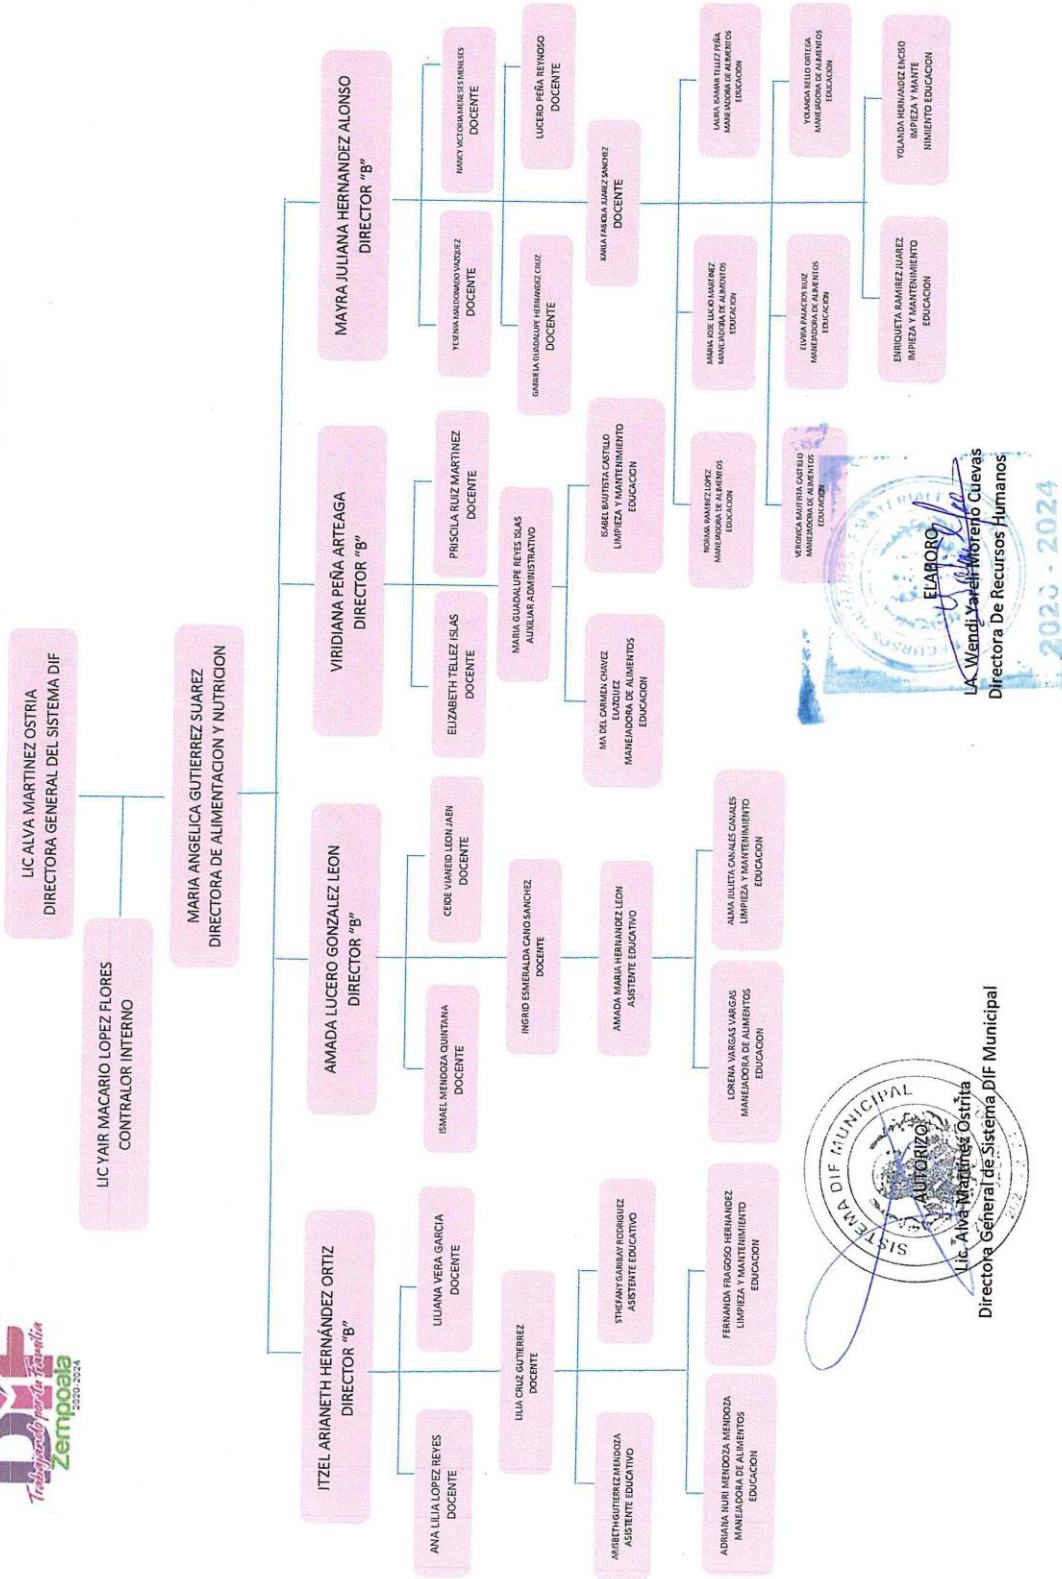 DIF
Trabajando por tu Familia
Zempoala
2020-2024
LIC ALVA MARTINEZ OSTRIA
DIRECTORA GENERAL DEL SISTEMA DIF
LIC YAIR MACARIO LOPEZ FLORES
CONTRALOR INTERNO
MARIA ANGELICA GUTIERREZ SUAREZ
DIRECTORA DE ALIMENTACION Y NUTRICION
ITZEL ARIANETH HERNÁNDEZ ORTIZ
DIRECTOR "B"
ANA LILIA LOPEZ REYES
DOCENTE
LILIANA VERA GARCIA
DOCENTE
LILIA CRUZ GUTIERREZ
DOCENTE
ARISBETH GUTIERREZ MENDOZA
ASISTENTE EDUCATIVO
STHEFANY GARIBAY RODRIGUEZ
ASISTENTE EDUCATIVO
ADRIANA NURI MENDOZA MENDOZA
MANEJADORA DE ALIMENTOS
EDUCACION
FERNANDA FRAGOSO HERNANDEZ
LIMPIEZA Y MANTENIMIENTO
EDUCACION
AMADA LUCERO GONZALEZ LEON
DIRECTOR "B"
ISMAEL MENDOZA QUINTANA
DOCENTE
CEIDE VIANEID LEON JAEN
DOCENTE
INGRID ESMERALDA CANO SANCHEZ
DOCENTE
AMADA MARIA HERNANDEZ LEON
ASISTENTE EDUCATIVO
LORENA VARGAS VARGAS
MANEJADORA DE ALIMENTOS
EDUCACION
ALMA JULIETA CANALES CANALES
LIMPIEZA Y MANTENIMIENTO
EDUCACION
VIRIDIANA PEÑA ARTEAGA
DIRECTOR "B"
ELIZABETH TELLEZ ISLAS
DOCENTE
PRISCILA RUIZ MARTINEZ
DOCENTE
MARIA GUADALUPE REYES ISLAS
AUXILIAR ADMINISTRATIVO
MA DEL CARMEN CHAVEZ
ELAZQUEZ
MANEJADORA DE ALIMENTOS
EDUCACION
ISABEL BAUTISTA CASTILLO
LIMPIEZA Y MANTENIMIENTO
EDUCACION
MAYRA JULIANA HERNANDEZ ALONSO
DIRECTOR "B"
YESENIA MALDONADO VAZQUEZ
DOCENTE
NANCY VICTORIA MENESES MENESES
DOCENTE
GABRIELA GUADALUPE HERNANDEZ CRUZ
DOCENTE
LUCERO PEÑA REYNOSO
DOCENTE
KARLA FABIOLA JUAREZ SANCHEZ
DOCENTE
NORMA RAMIREZ LOPEZ
MANEJADORA DE ALIMENTOS
EDUCACION
MARIA JOSE LUCIO MARTINEZ
MANEJADORA DE ALIMENTOS
EDUCACION
LAURA ISAMAR TELLEZ PEÑA
MANEJADORA DE ALIMENTOS
EDUCACION
VERONICA BAUTISTA CASTILLO
MANEJADORA DE ALIMENTOS
EDUCACION
ELVIRA PALACIOS RUIZ
MANEJADORA DE ALIMENTOS
EDUCACION
YOLANDA BELLO ORTEGA
MANEJADORA DE ALIMENTOS
EDUCACION
ENRIQUETA RAMIREZ JUAREZ
IMPIEZA Y MANTENIMIENTO
EDUCACION
YOLANDA HERNANDEZ ENCISO
IMPIEZA Y MANTE
NIMIENTO EDUCACION
SISTEMA DIF MUNICIPAL
AUTORIZO
Lic. Alva Martínez Ostrita
Directora General de Sistema DIF Municipal
ELABORO
LA. Wendi Yareli Moreno Cuevas
Directora De Recursos Humanos
2020 - 2024